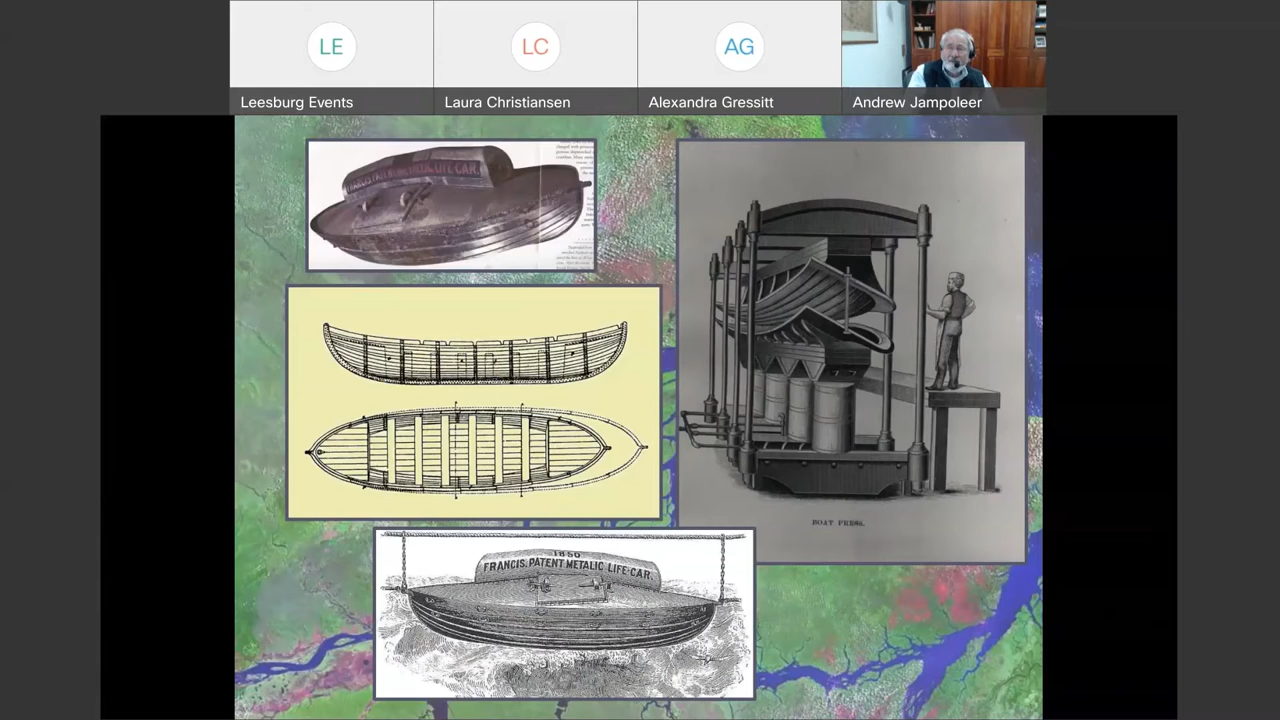 LE
LC
AG
Leesburg Events
Laura Christiansen
Alexandra Gressitt
Andrew Jampoleer
FRANCIS PATENT METALIC LIFE CAR.
1850
FRANCIS. PATENT METALIC LIFE-CAR.
BOAT PRESS.